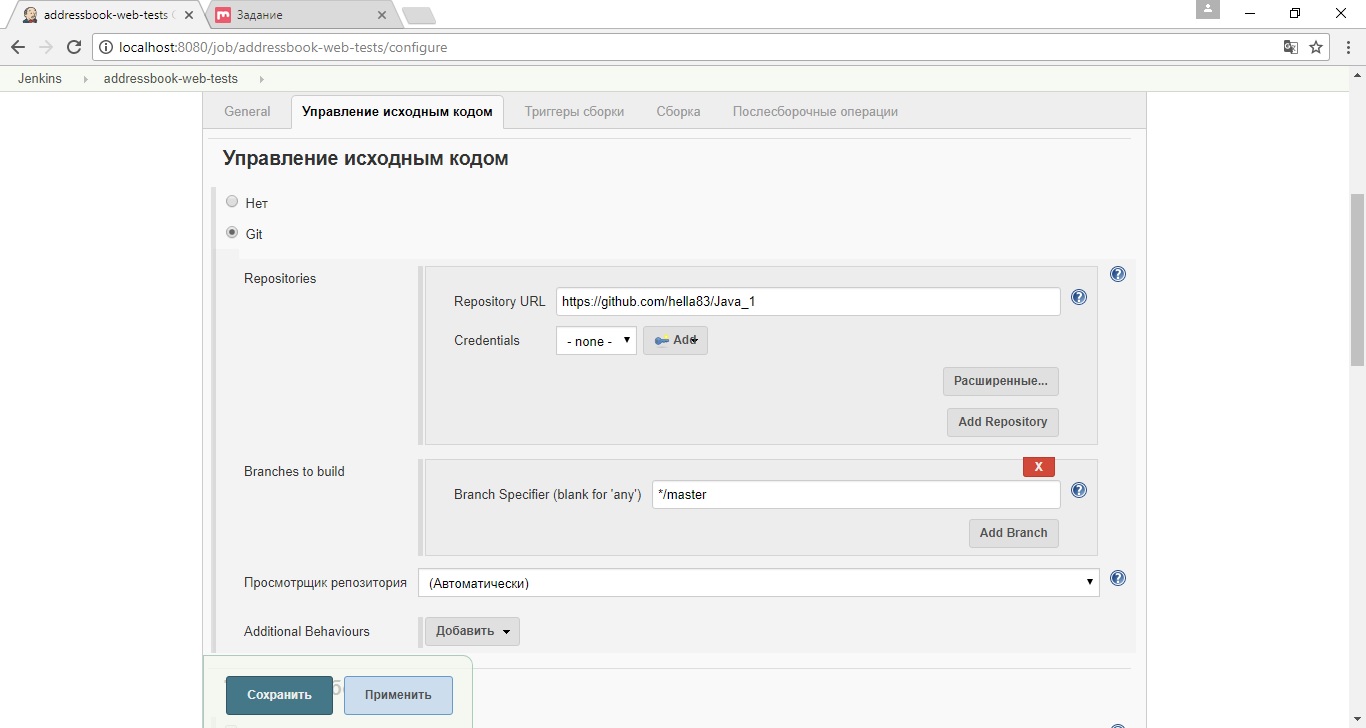 addressbook-web-tests
Задание
localhost:8080/job/addressbook-web-tests/configure
Jenkins addressbook-web-tests
General Управление исходным кодом Триггеры сборки Сборка Послесборочные операции
Управление исходным кодом
Нет
Git
Repositories
Repository URL https://github.com/hella83/Java_1
Credentials - none - Add
Расширенные...
Add Repository
Branches to build
X
Branch Specifier (blank for 'any') */master
Add Branch
Просмотрщик репозитория (Автоматически)
Additional Behaviours Добавить
Сохранить Применить